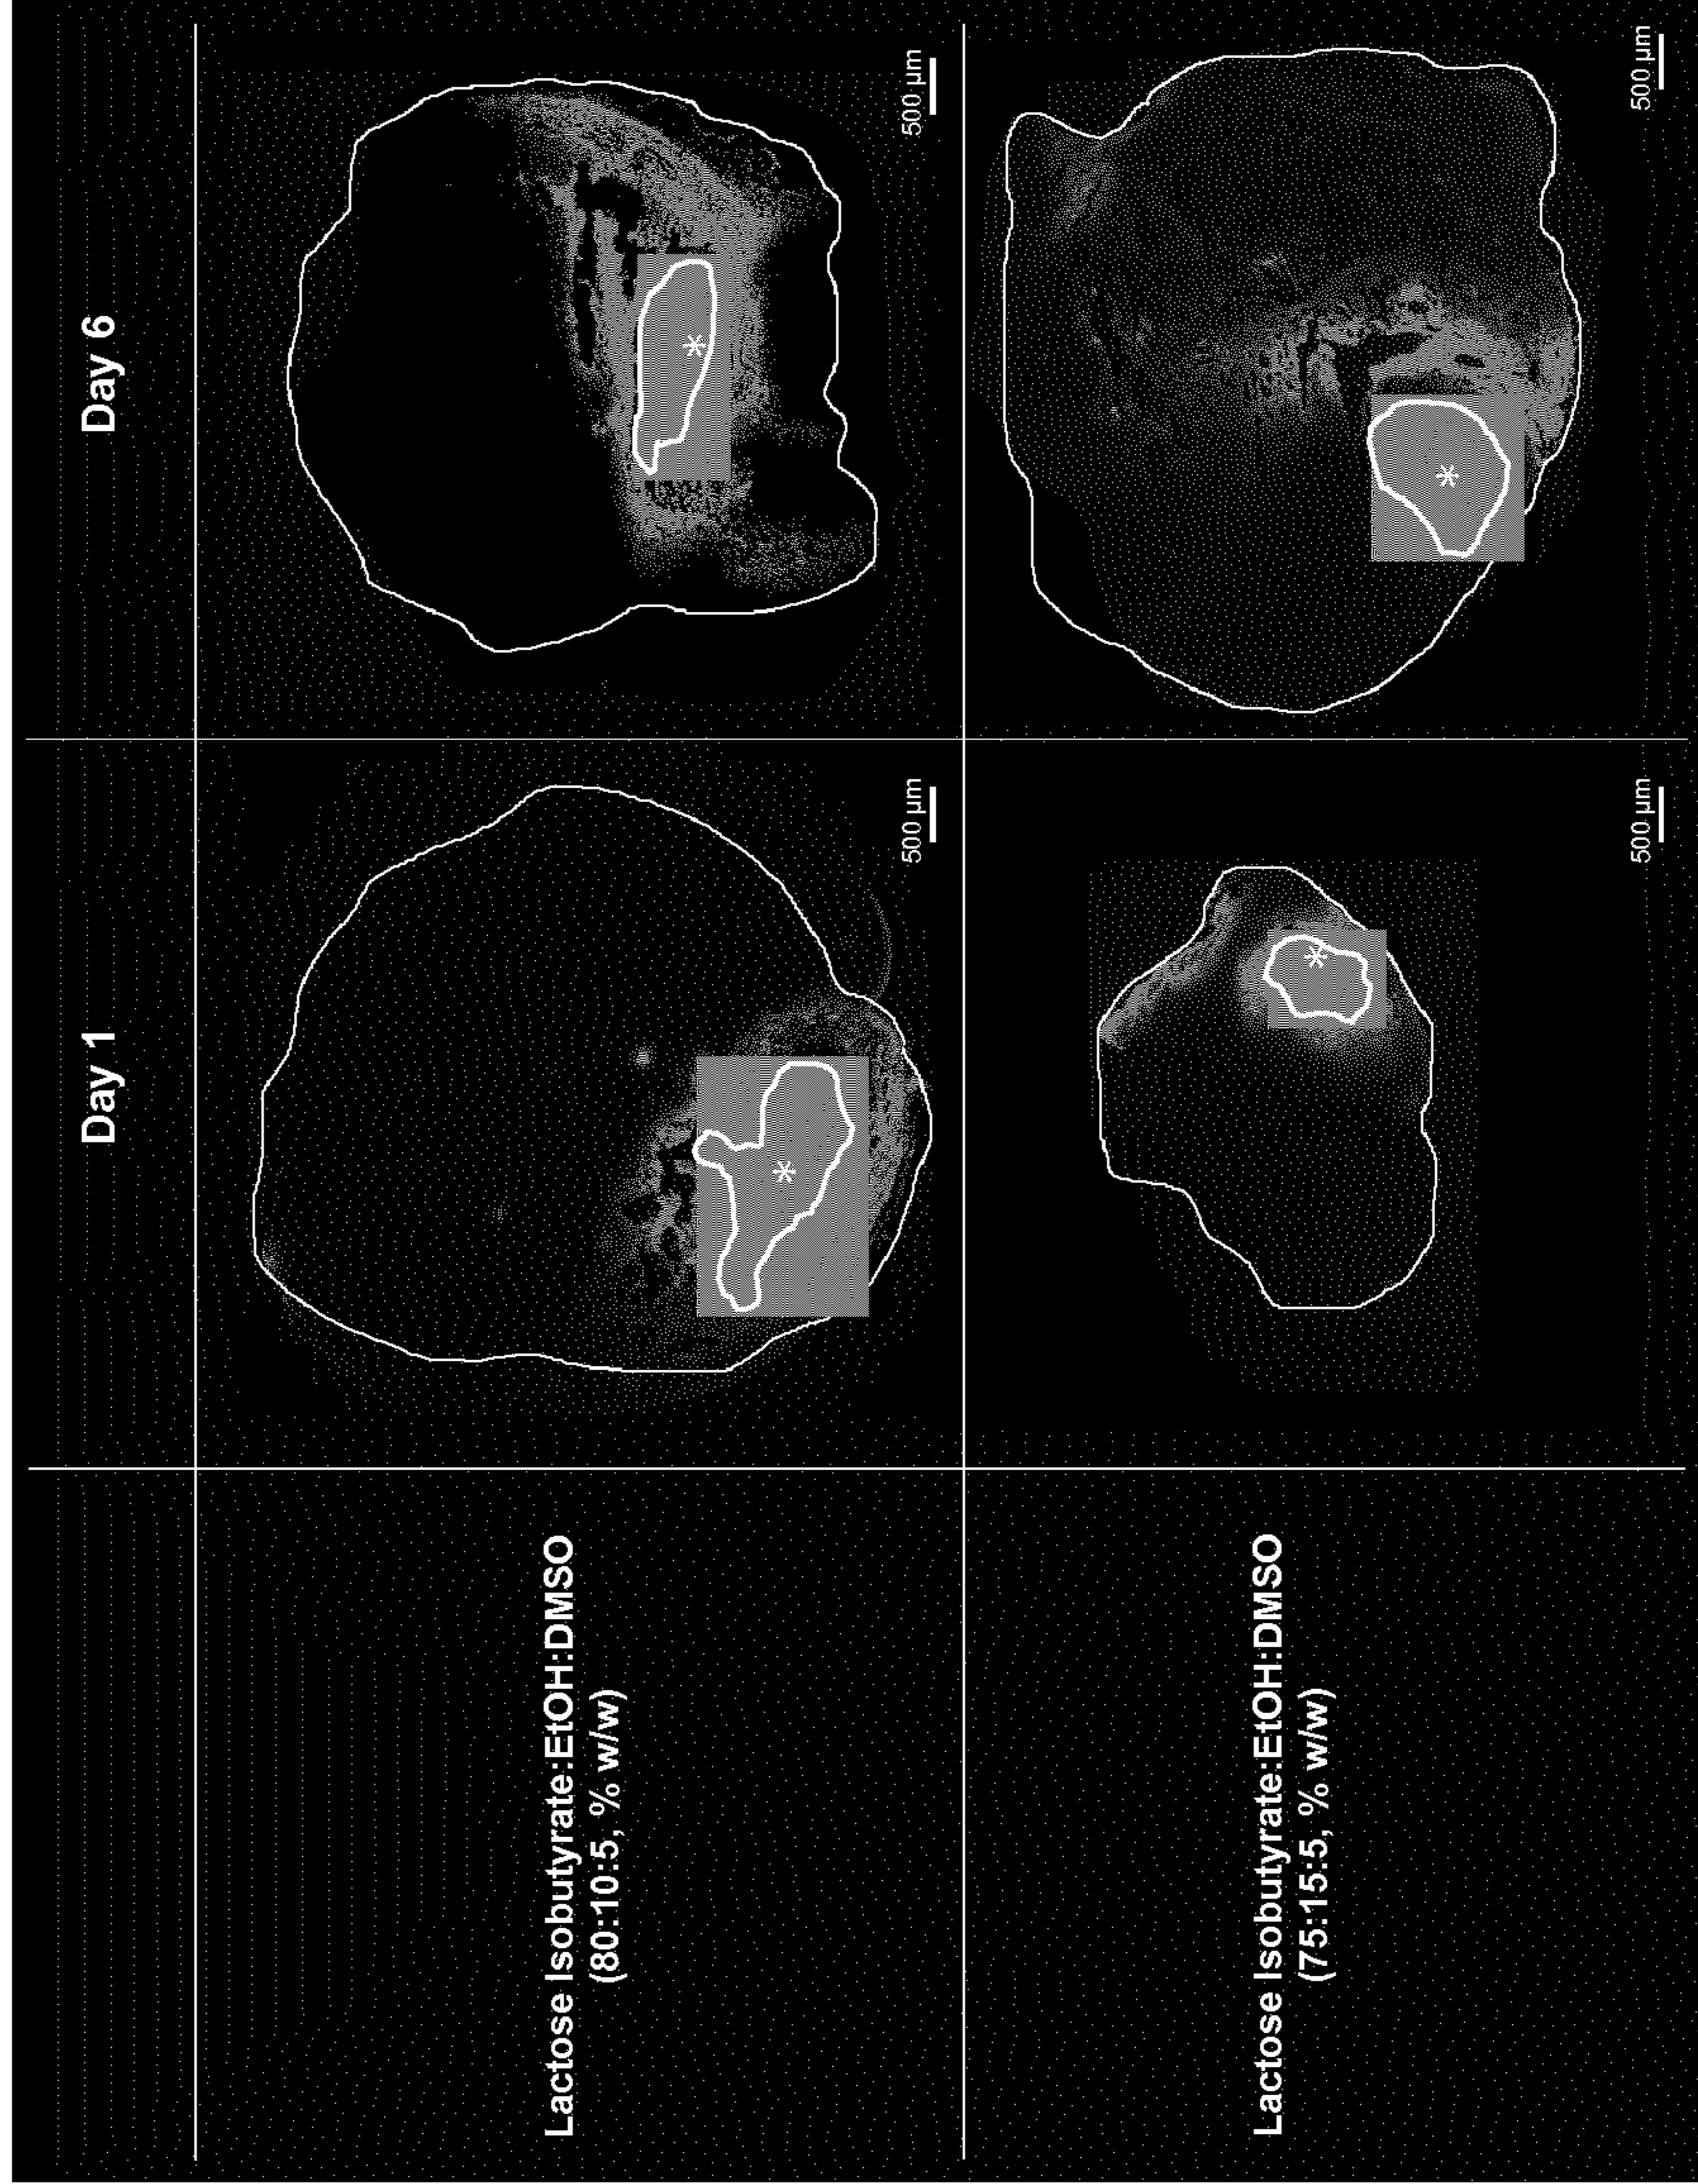 Day 1
Day 6
Lactose Isobutyrate:EtOH:DMSO
(80:10:5, % w/w)
*
500 µm
*
500 µm
Lactose Isobutyrate:EtOH:DMSO
(75:15:5, % w/w)
*
500 µm
*
500 µm